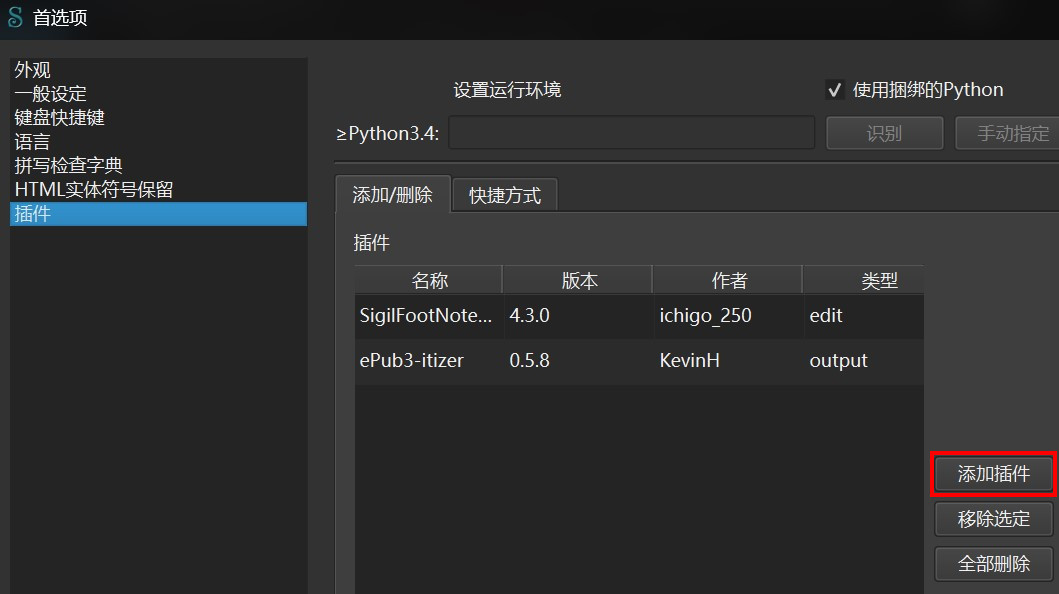 首选项
外观
一般设定
键盘快捷键
语言
拼写检查字典
HTML实体符号保留
插件
设置运行环境
使用捆绑的Python
≥Python3.4:
识别
手动指定
添加/删除
快捷方式
插件
名称 版本 作者 类型
SigilFootNote... 4.3.0 ichigo_250 edit
ePub3-itizer 0.5.8 KevinH output
添加插件
移除选定
全部删除